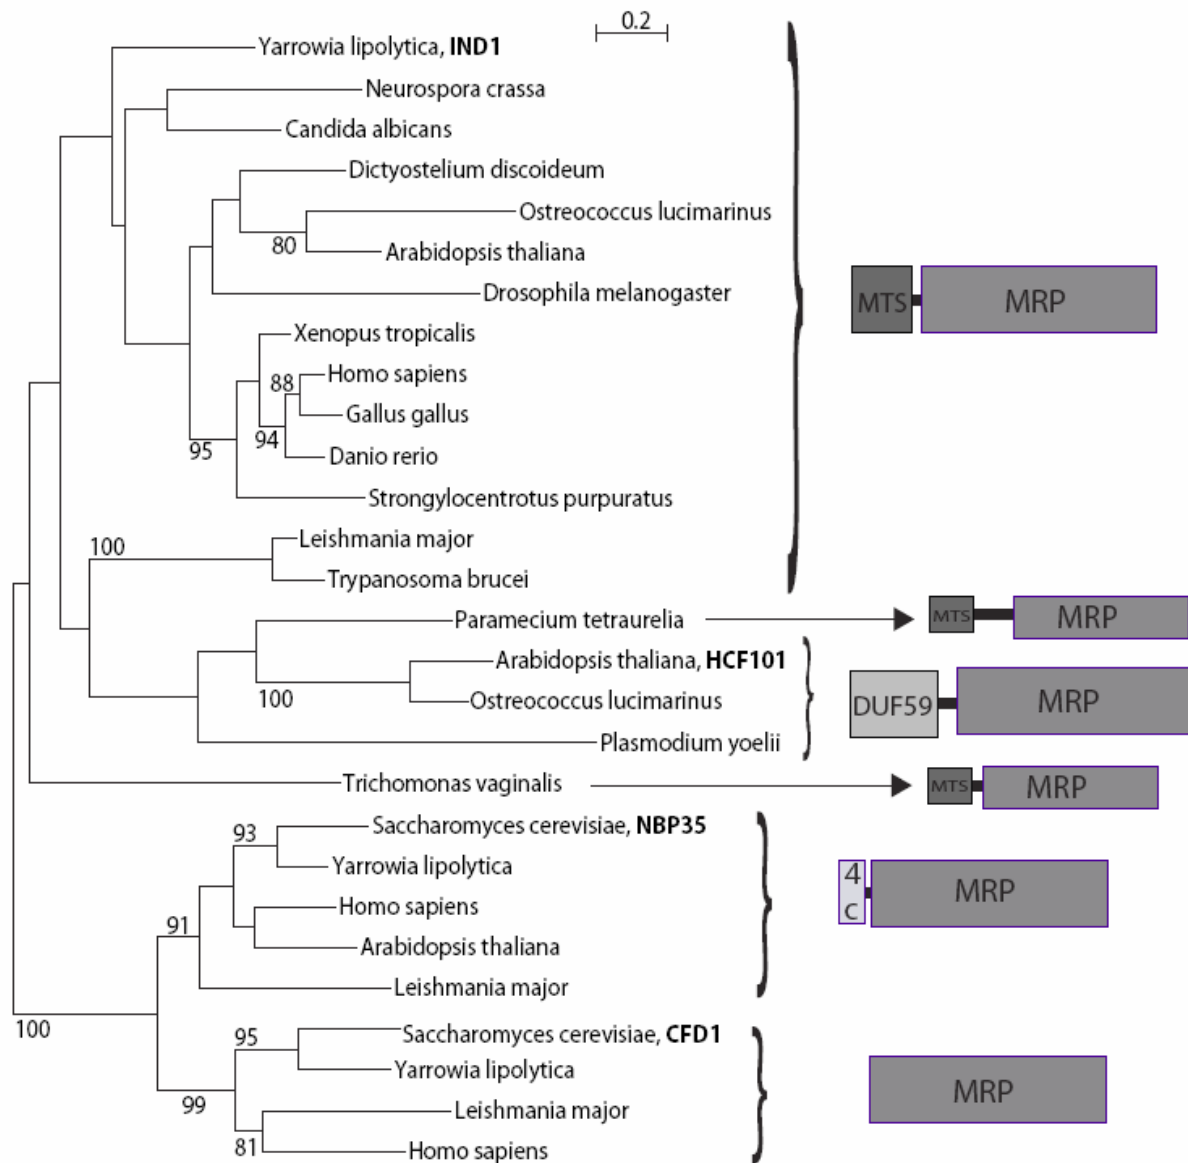 0.2
Yarrowia lipolytica, IND1
Neurospora crassa
Candida albicans
Dictyostelium discoideum
Ostreococcus lucimarinus
80
Arabidopsis thaliana
Drosophila melanogaster
MTS
MRP
Xenopus tropicalis
Homo sapiens
88
Gallus gallus
94
95
Danio rerio
Strongylocentrotus purpuratus
Leishmania major
100
Trypanosoma brucei
Paramecium tetraurelia
MTS
MRP
Arabidopsis thaliana, HCF101
100
Ostreococcus lucimarinus
DUF59
MRP
Plasmodium yoelii
Trichomonas vaginalis
MTS
MRP
Saccharomyces cerevisiae, NBP35
93
Yarrowia lipolytica
4
C
MRP
Homo sapiens
91
Arabidopsis thaliana
Leishmania major
100
Saccharomyces cerevisiae, CFD1
95
Yarrowia lipolytica
MRP
99
Leishmania major
81
Homo sapiens